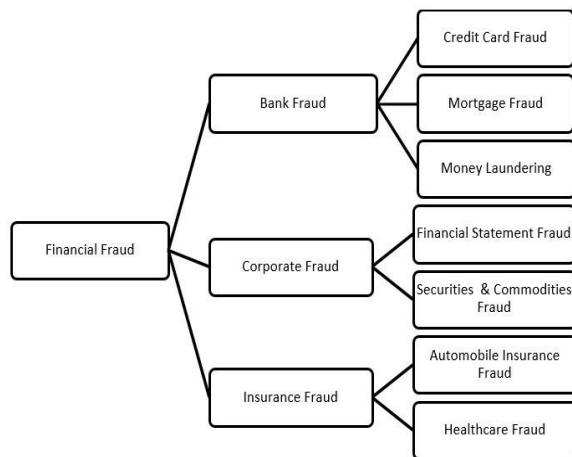 Credit Card Fraud
Bank Fraud
Mortgage Fraud
Money Laundering
Financial Statement Fraud
Financial Fraud
Corporate Fraud
Securities & Commodities
Fraud
Automobile Insurance
Fraud
Insurance Fraud
Healthcare Fraud